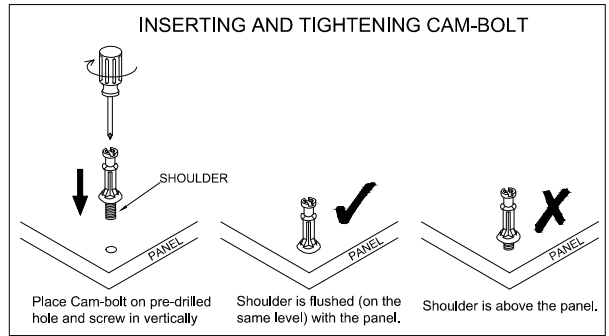 INSERTING AND TIGHTENING CAM-BOLT
SHOULDER
PANEL
Place Cam-bolt on pre-drilled
hole and screw in vertically
PANEL
Shoulder is flushed (on the
same level) with the panel.
PANEL
Shoulder is above the panel.